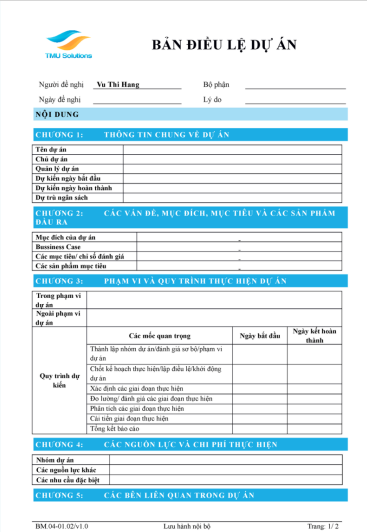 TMU Solutions
BẢN ĐIỀU LỆ DỰ ÁN
Người đề nghị Vu Thi Hang Bộ phận
Ngày đề nghị Lý do
NỘI DUNG
CHƯƠNG 1: THÔNG TIN CHUNG VỀ DỰ ÁN
Tên dự án
Chủ dự án
Quản lý dự án
Dự kiến ngày bắt đầu
Dự kiến ngày hoàn thành
Dự trù ngân sách
CHƯƠNG 2: CÁC VẤN ĐỀ, MỤC ĐÍCH, MỤC TIÊU VÀ CÁC SẢN PHẨM
ĐẦU RA
Mục đích của dự án -
Bussiness Case
Các mục tiêu/ chỉ số đánh giá -
Các sản phẩm mục tiêu -
CHƯƠNG 3: PHẠM VI VÀ QUY TRÌNH THỰC HIỆN DỰ ÁN
Trong phạm vi
dự án
Ngoài phạm vi
dự án
Quy trình dự
kiến
Các mốc quan trọng Ngày bắt đầu Ngày kết hoàn
thành
Thành lập nhóm dự án/đánh giá sơ bộ/phạm vi
dự án
Chốt kế hoạch thực hiện/lập điều lệ/khởi động
dự án
Xác định các giai đoạn thực hiện
Đo lường/ đánh giá các giai đoạn thực hiện
Phân tích các giai đoạn thực hiện
Cải tiến giai đoạn thực hiện
Tổng kết báo cáo
CHƯƠNG 4: CÁC NGUỒN LỰC VÀ CHI PHÍ THỰC HIỆN
Nhóm dự án
Các nguồn lực khác
Các nhu cầu đặc biệt
CHƯƠNG 5: CÁC BÊN LIÊN QUAN TRONG DỰ ÁN
BM.04-01.02/v1.0 Lưu hành nội bộ Trang: 1/ 2